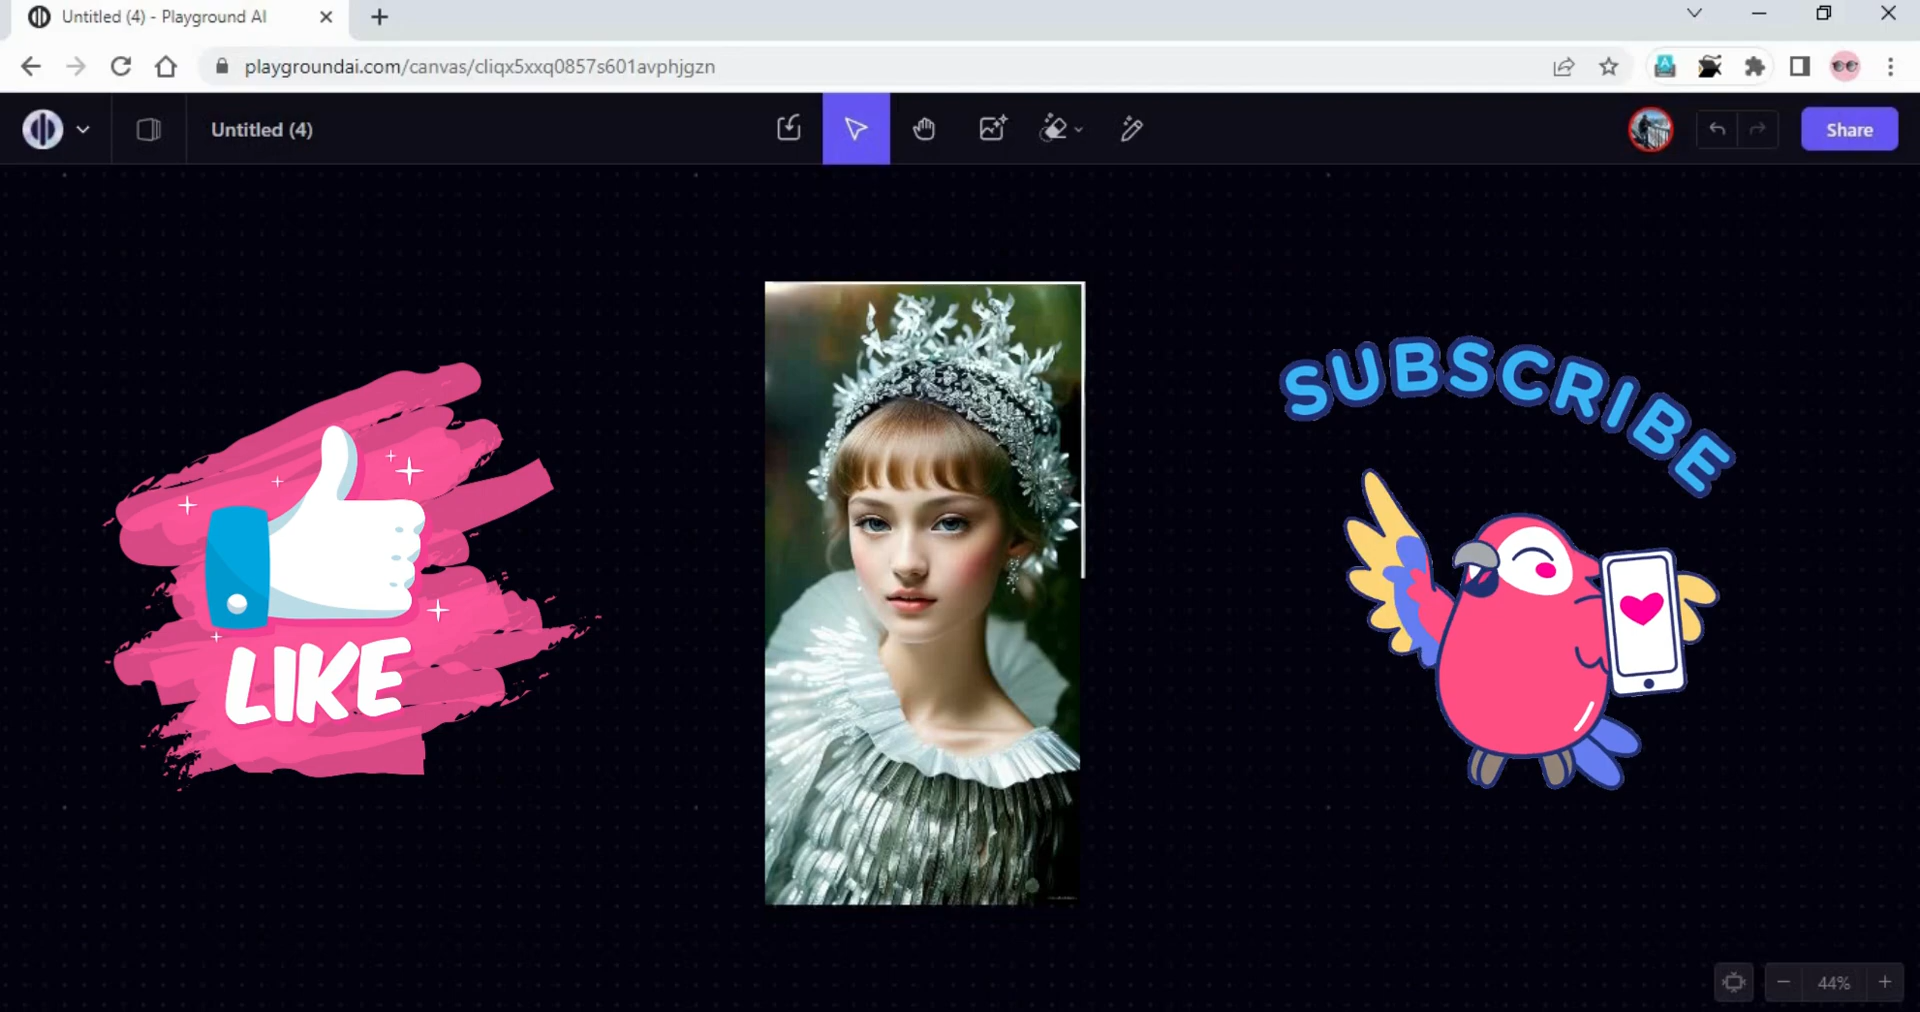 Untitled (4) - Playground AI
playgroundai.com/canvas/cliqx5xxq0857s601avphjgzn
Untitled (4)
Share
SUBSCRIBE
LIKE
44%